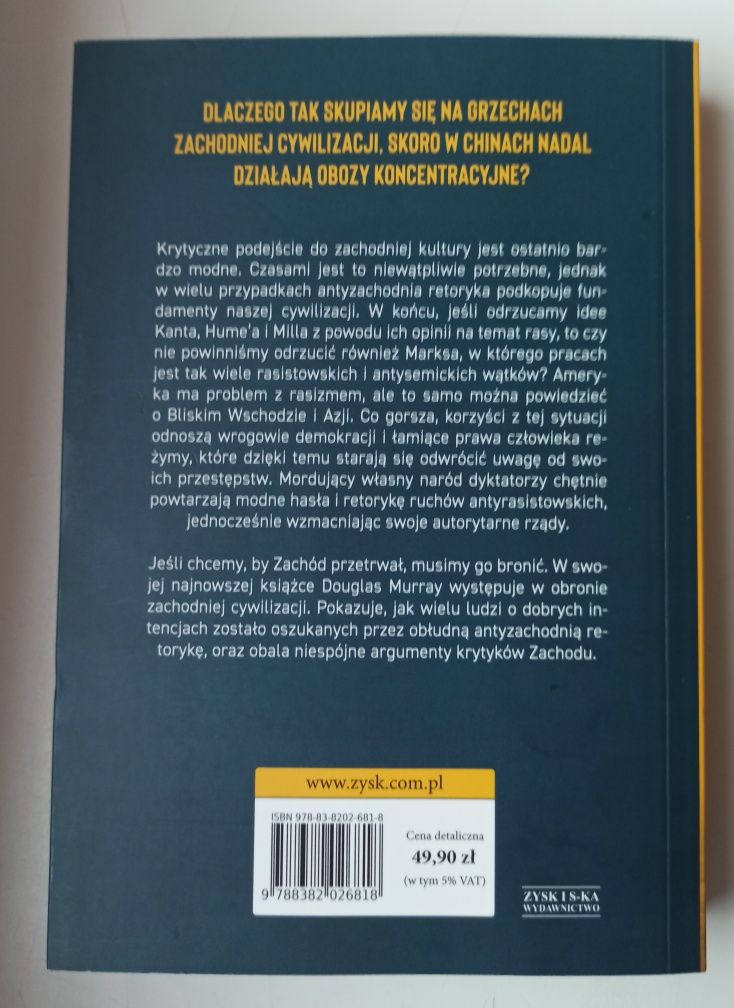 DLACZEGO TAK SKUPIAMY SIĘ NA GRZECHACH
ZACHODNIEJ CYWILIZACJI, SKORO W CHINACH NADAL
DZIAŁAJĄ OBOZY KONCENTRACYJNE?
Krytyczne podejście do zachodniej kultury jest ostatnio bar-
dzo modne. Czasami jest to niewątpliwie potrzebne, jednak
w wielu przypadkach antyzachodnia retoryka podkopuje fun-
damenty naszej cywilizacji. W końcu, jeśli odrzucamy idee
Kanta, Hume'a i Milla z powodu ich opinii na temat rasy, to czy
nie powinniśmy odrzucić również Marksa, w którego pracach
jest tak wiele rasistowskich i antysemickich wątków? Amery-
ka ma problem z rasizmem, ale to samo można powiedzieć
o Bliskim Wschodzie i Azji. Co gorsza, korzyści z tej sytuacji
odnoszą wrogowie demokracji i łamiące prawa człowieka re-
żymy, które dzięki temu starają się odwrócić uwagę od swo-
ich przestępstw. Mordujący własny naród dyktatorzy chętnie
powtarzają modne hasła i retorykę ruchów antyrasistowskich,
jednocześnie wzmacniając swoje autorytarne rządy.
Jeśli chcemy, by Zachód przetrwał, musimy go bronić. W swo-
jej najnowszej książce Douglas Murray występuje w obronie
zachodniej cywilizacji. Pokazuje, jak wielu ludzi o dobrych in-
tencjach zostało oszukanych przez obłudną antyzachodnią re-
torykę, oraz obala niespójne argumenty krytyków Zachodu.
www.zysk.com.pl
ISBN 978-83-8202-681-8
9 788382 026818
Cena detaliczna
49,90 zł
(w tym 5% VAT)
ZYSK I S-KA
WYDAWNICTWO